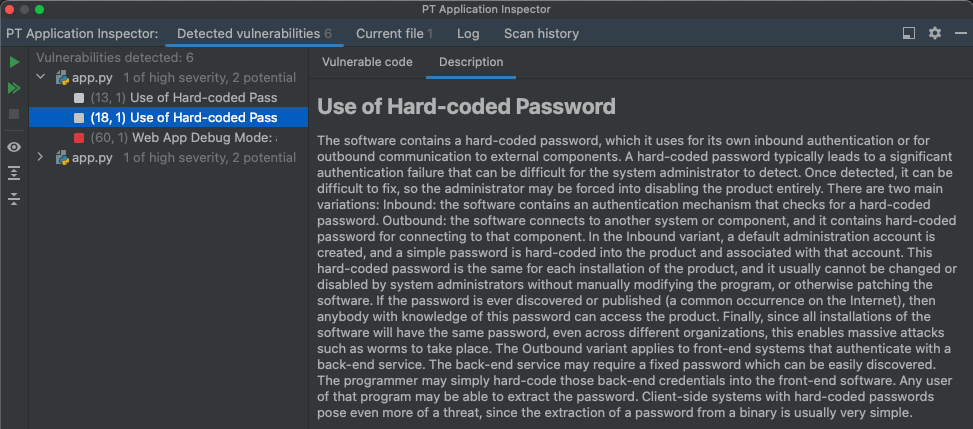 PT Application Inspector
PT Application Inspector: Detected vulnerabilities 6 Current file 1 Log Scan history
Vulnerabilities detected: 6
app.py 1 of high severity, 2 potential
(13, 1) Use of Hard-coded Pass
(18, 1) Use of Hard-coded Pass
(60, 1) Web App Debug Mode:
app.py 1 of high severity, 2 potential
Vulnerable code Description
Use of Hard-coded Password
The software contains a hard-coded password, which it uses for its own inbound authentication or for
outbound communication to external components. A hard-coded password typically leads to a significant
authentication failure that can be difficult for the system administrator to detect. Once detected, it can be
difficult to fix, so the administrator may be forced into disabling the product entirely. There are two main
variations: Inbound: the software contains an authentication mechanism that checks for a hard-coded
password. Outbound: the software connects to another system or component, and it contains hard-coded
password for connecting to that component. In the Inbound variant, a default administration account is
created, and a simple password is hard-coded into the product and associated with that account. This
hard-coded password is the same for each installation of the product, and it usually cannot be changed or
disabled by system administrators without manually modifying the program, or otherwise patching the
software. If the password is ever discovered or published (a common occurrence on the Internet), then
anybody with knowledge of this password can access the product. Finally, since all installations of the
software will have the same password, even across different organizations, this enables massive attacks
such as worms to take place. The Outbound variant applies to front-end systems that authenticate with a
back-end service. The back-end service may require a fixed password which can be easily discovered.
The programmer may simply hard-code those back-end credentials into the front-end software. Any user
of that program may be able to extract the password. Client-side systems with hard-coded passwords
pose even more of a threat, since the extraction of a password from a binary is usually very simple.